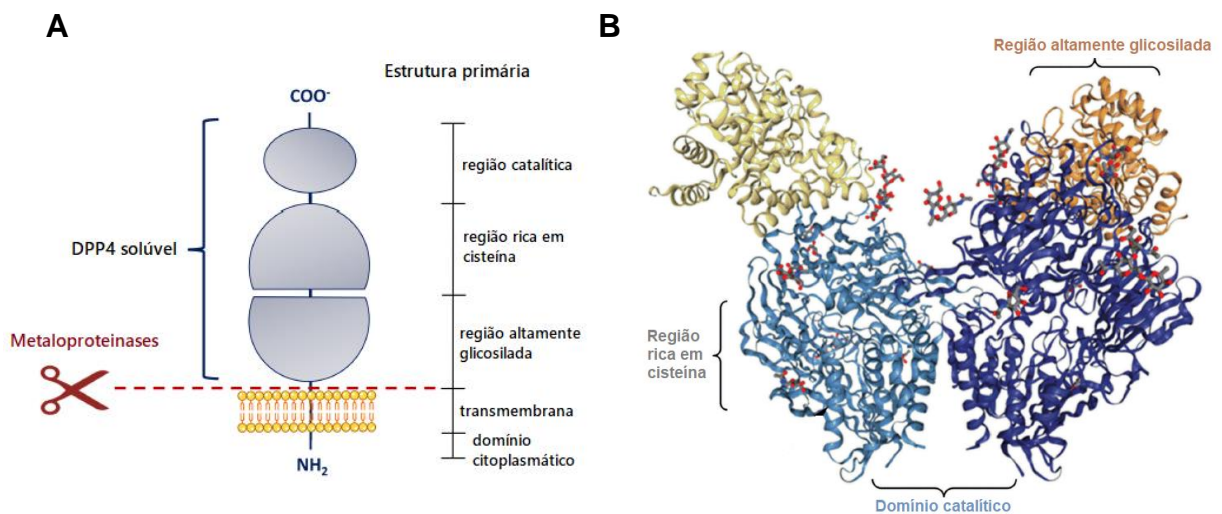 A
Estrutura primária
COO-
região catalítica
região rica em
cisteína
DPP4 solúvel
região altamente
glicosilada
Metaloproteinases
transmembrana
domínio
citoplasmático
NH2
B
Região altamente glicosilada
Região
rica em
cisteína
Domínio catalítico